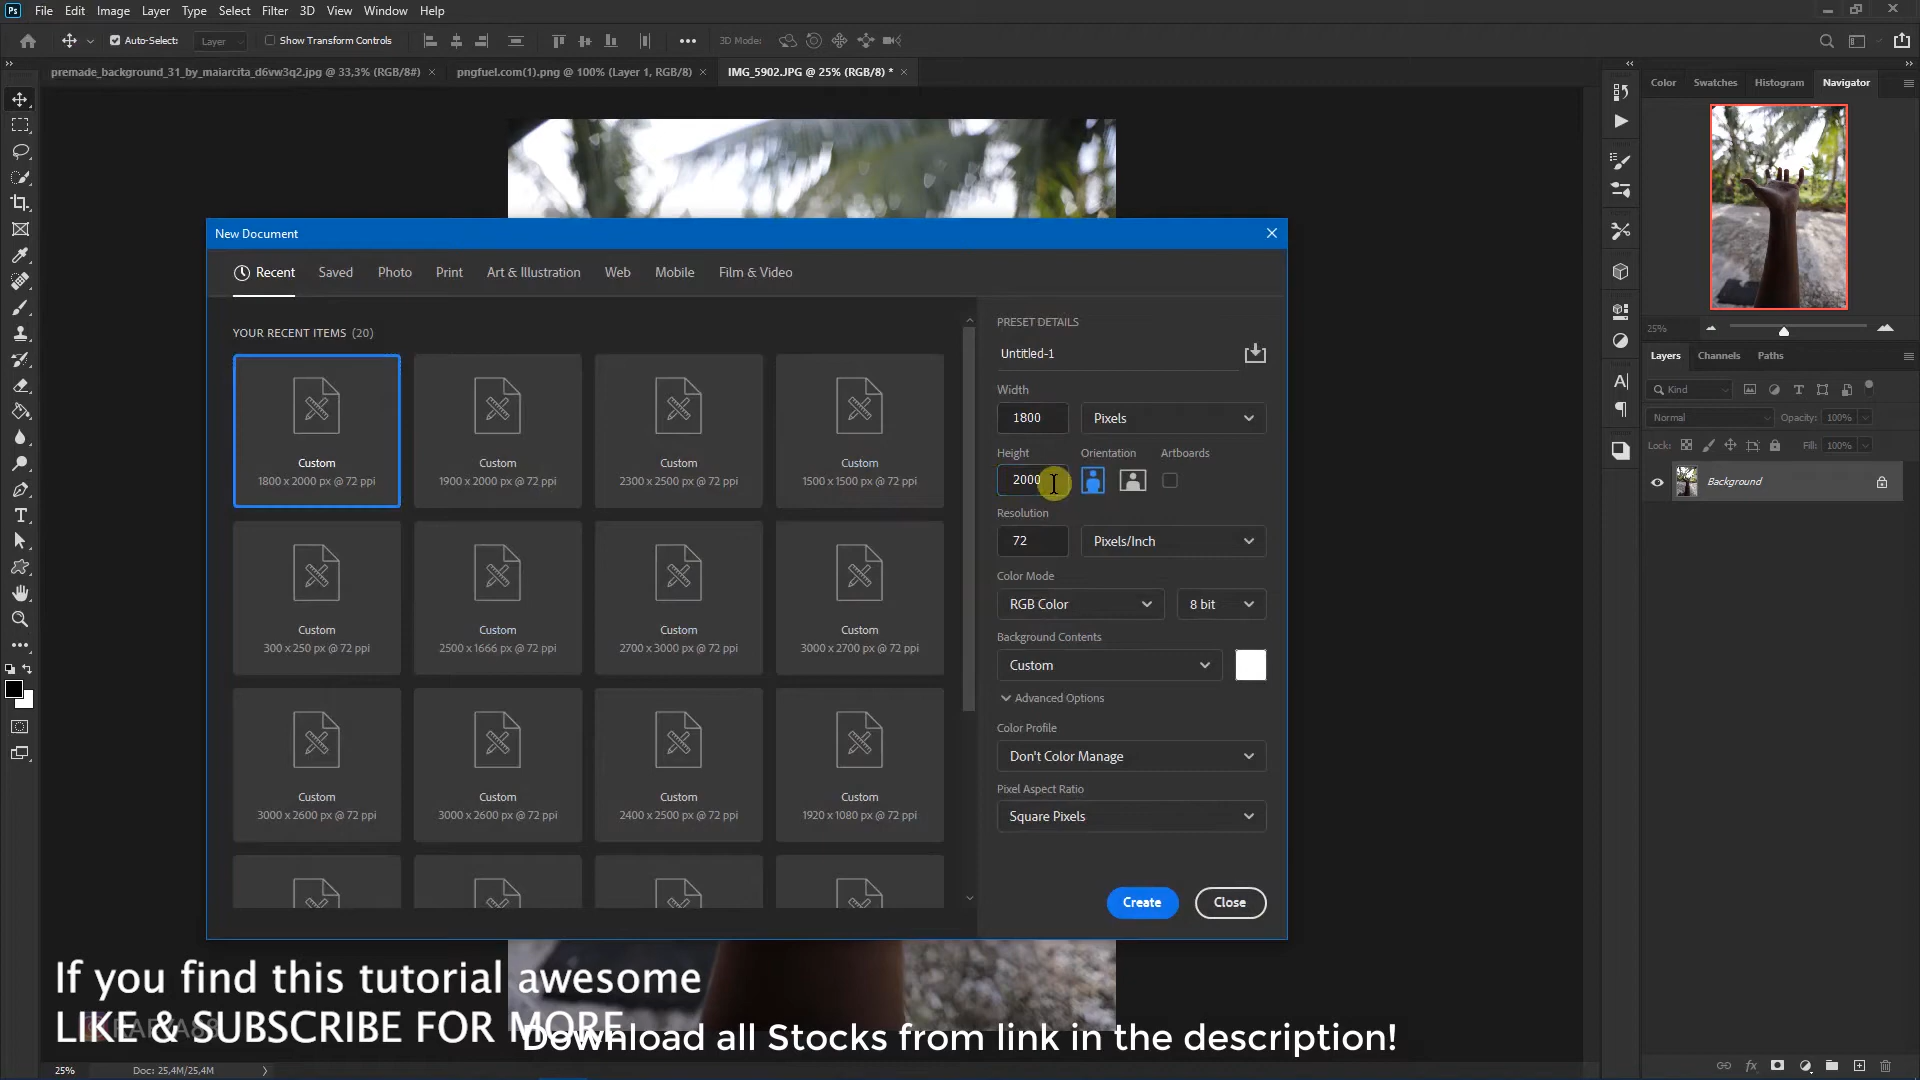 Ps File Edit Image Layer Type Select Filter 3D View Window Help
Auto-Select: Layer Show Transform Controls 3D Mode:
premade_background_31_by_maiarcita_d6vw3q2.jpg @ 33,3% (RGB/8#) × pngfuel.com(1).png @ 100% (Layer 1, RGB/8) × IMG_5902.JPG @ 25% (RGB/8) * ×
Color Swatches Histogram Navigator
25%
Layers Channels Paths
Kind
Normal Opacity: 100%
Lock: Fill: 100%
Background
New Document
Recent Saved Photo Print Art & Illustration Web Mobile Film & Video
YOUR RECENT ITEMS (20)
Custom Custom Custom Custom
1800 x 2000 px @ 72 ppi 1900 x 2000 px @ 72 ppi 2300 x 2500 px @ 72 ppi 1500 x 1500 px @ 72 ppi
Custom Custom Custom Custom
300 x 250 px @ 72 ppi 2500 x 1666 px @ 72 ppi 2700 x 3000 px @ 72 ppi 3000 x 2700 px @ 72 ppi
Custom Custom Custom Custom
3000 x 2600 px @ 72 ppi 3000 x 2600 px @ 72 ppi 2400 x 2500 px @ 72 ppi 1920 x 1080 px @ 72 ppi
PRESET DETAILS
Untitled-1
Width
1800 Pixels
Height Orientation Artboards
2000
Resolution
72 Pixels/Inch
Color Mode
RGB Color 8 bit
Background Contents
Custom
Advanced Options
Color Profile
Don't Color Manage
Pixel Aspect Ratio
Square Pixels
Create Close
If you find this tutorial awesome
LIKE & SUBSCRIBE FOR MORE
Download all Stocks from link in the description!
25% Doc: 25,4M/25,4M